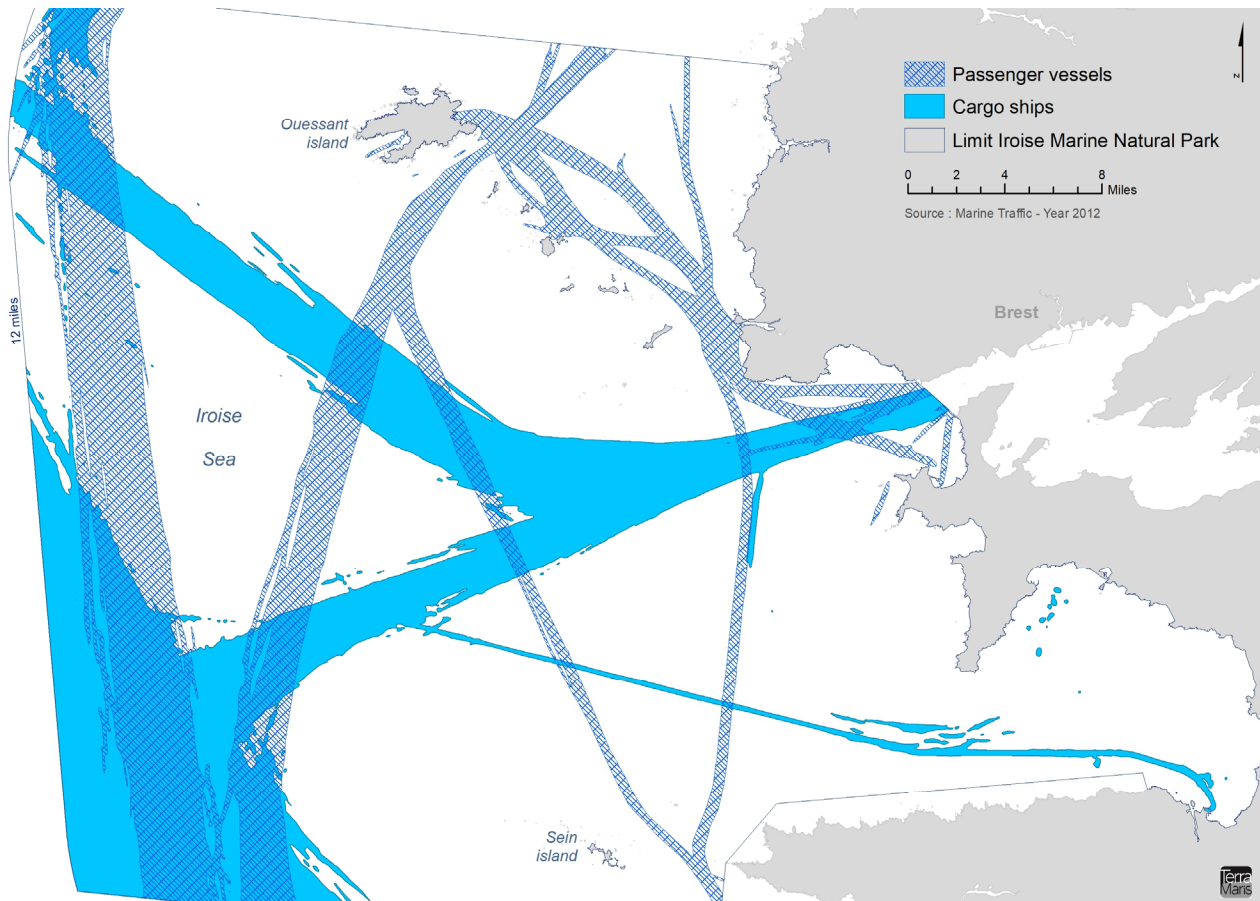 Passenger vessels
Cargo ships
Limit Iroise Marine Natural Park
0 2 4 8
Miles
Source : Marine Traffic - Year 2012
N
Ouessant
island
Brest
12 miles
Iroise
Sea
Sein
island
Terra
Maris